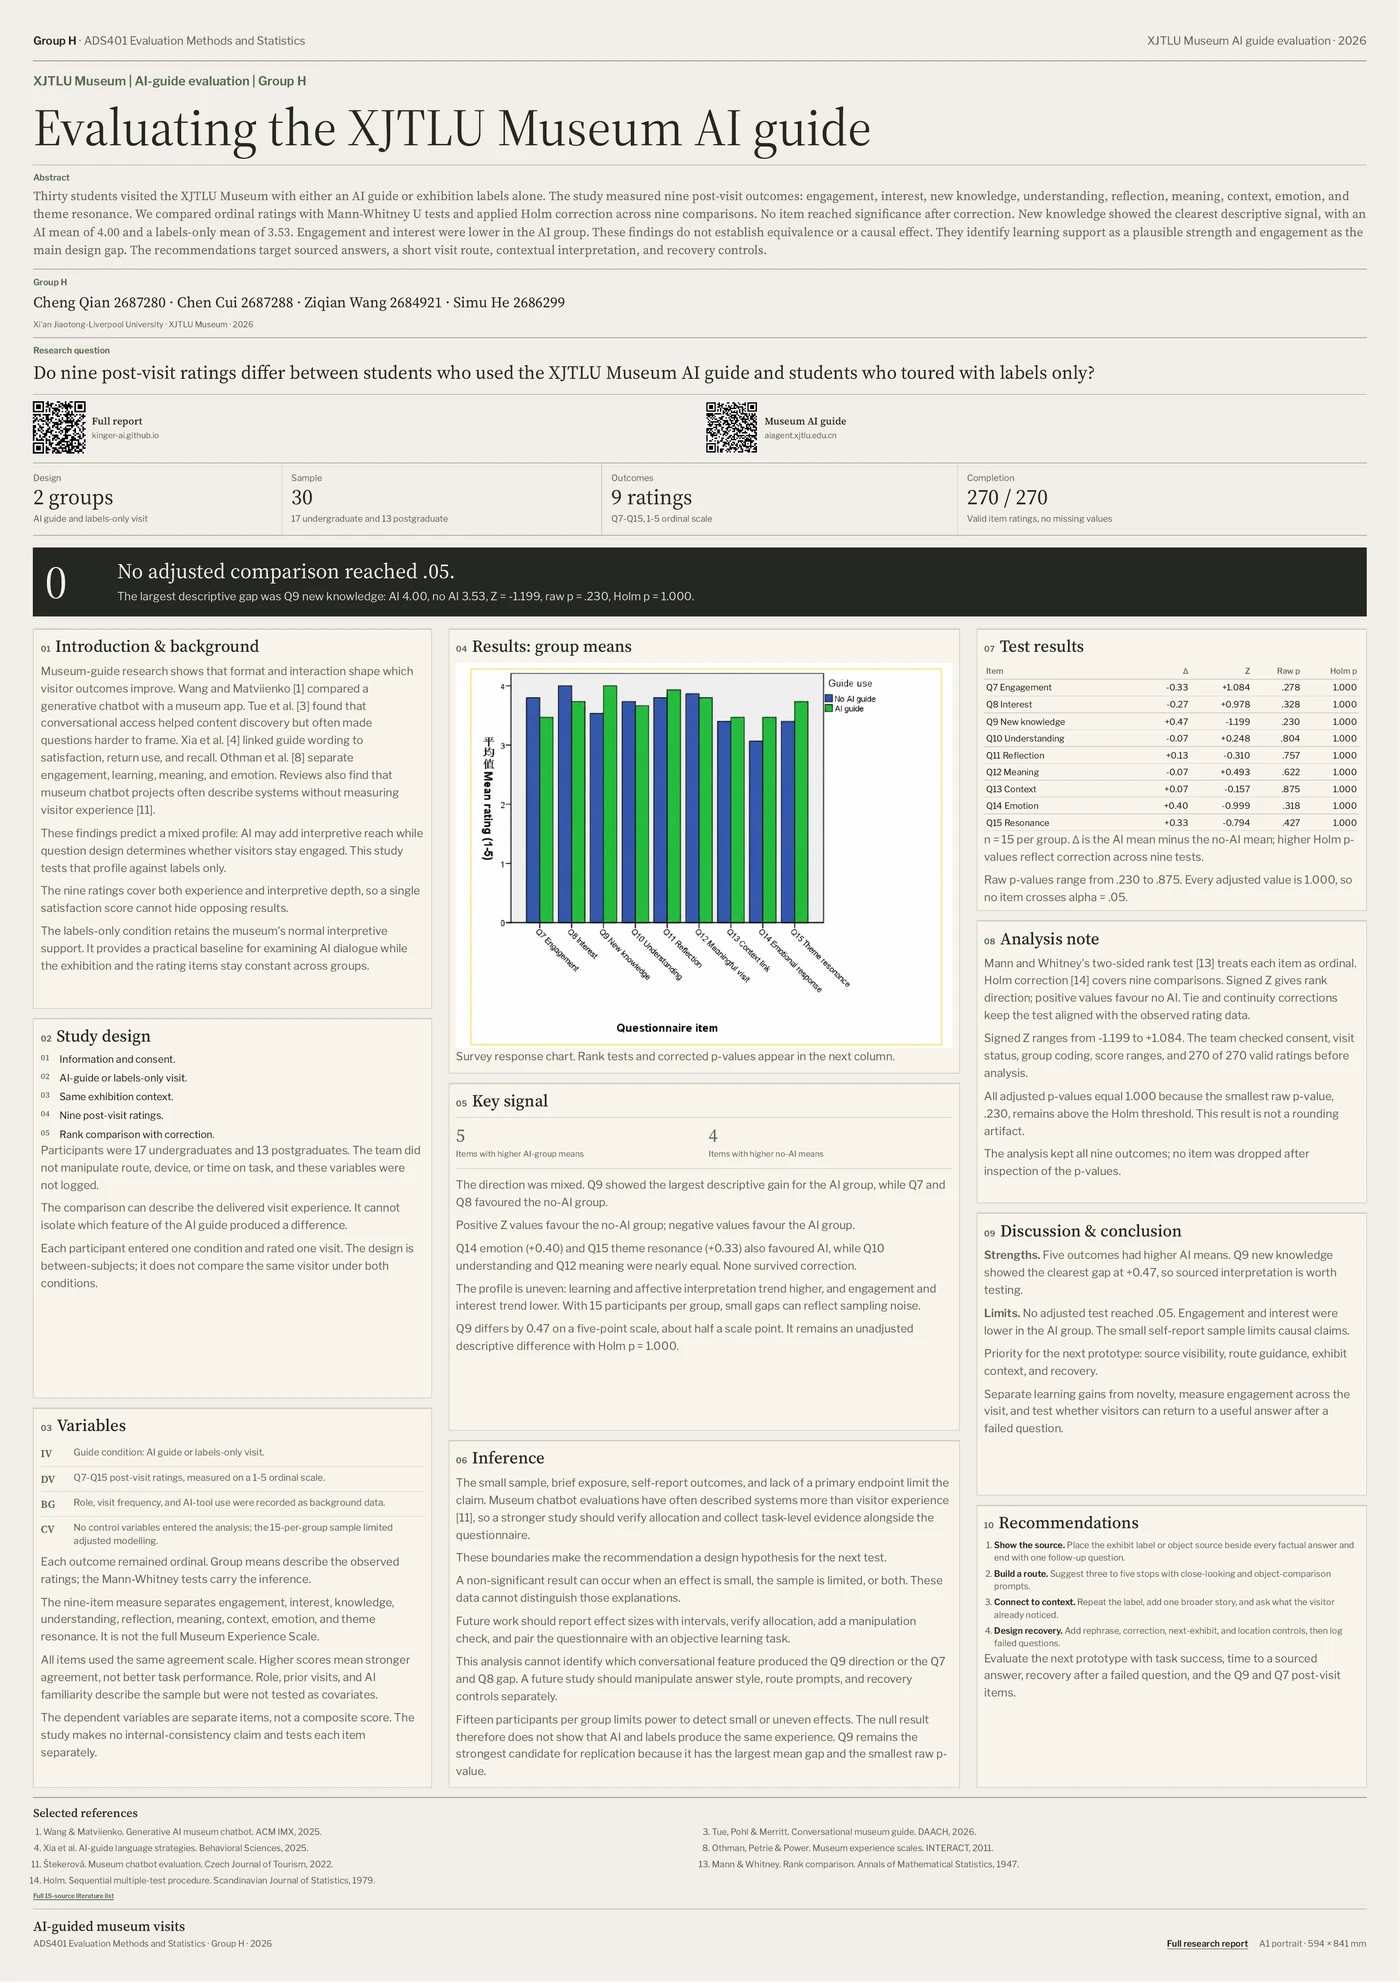 Group H · ADS401 Evaluation Methods and Statistics
XJTLU Museum AI guide evaluation · 2026
XJTLU Museum | AI-guide evaluation | Group H
Evaluating the XJTLU Museum AI guide
Abstract
Thirty students visited the XJTLU Museum with either an AI guide or exhibition labels alone. The study measured nine post-visit outcomes: engagement, interest, new knowledge, understanding, reflection, meaning, context, emotion, and
theme resonance. We compared ordinal ratings with Mann-Whitney U tests and applied Holm correction across nine comparisons. No item reached significance after correction. New knowledge showed the clearest descriptive signal, with an
AI mean of 4.00 and a labels-only mean of 3.53. Engagement and interest were lower in the AI group. These findings do not establish equivalence or a causal effect. They identify learning support as a plausible strength and engagement as the
main design gap. The recommendations target sourced answers, a short visit route, contextual interpretation, and recovery controls.
Group H
Cheng Qian 2687280 · Chen Cui 2687288 · Ziqian Wang 2684921 · Simu He 2686299
Xi'an Jiaotong-Liverpool University · XJTLU Museum · 2026
Research question
Do nine post-visit ratings differ between students who used the XJTLU Museum AI guide and students who toured with labels only?
Full report
kinger-ai.github.io
Museum AI guide
aiagent.xjtlu.edu.cn
Design
2 groups
AI guide and labels-only visit
Sample
30
17 undergraduate and 13 postgraduate
Outcomes
9 ratings
Q7-Q15, 1-5 ordinal scale
Completion
270 / 270
Valid item ratings, no missing values
0
No adjusted comparison reached .05.
The largest descriptive gap was Q9 new knowledge: AI 4.00, no AI 3.53, Z = -1.199, raw p = .230, Holm p = 1.000.
01 Introduction & background
Museum-guide research shows that format and interaction shape which
visitor outcomes improve. Wang and Matviienko [1] compared a
generative chatbot with a museum app. Tue et al. [3] found that
conversational access helped content discovery but often made
questions harder to frame. Xia et al. [4] linked guide wording to
satisfaction, return use, and recall. Othman et al. [8] separate
engagement, learning, meaning, and emotion. Reviews also find that
museum chatbot projects often describe systems without measuring
visitor experience [11].
These findings predict a mixed profile: AI may add interpretive reach while
question design determines whether visitors stay engaged. This study
tests that profile against labels only.
The nine ratings cover both experience and interpretive depth, so a single
satisfaction score cannot hide opposing results.
The labels-only condition retains the museum's normal interpretive
support. It provides a practical baseline for examining AI dialogue while
the exhibition and the rating items stay constant across groups.
02 Study design
01 Information and consent.
02 AI-guide or labels-only visit.
03 Same exhibition context.
04 Nine post-visit ratings.
05 Rank comparison with correction.
Participants were 17 undergraduates and 13 postgraduates. The team did
not manipulate route, device, or time on task, and these variables were
not logged.
The comparison can describe the delivered visit experience. It cannot
isolate which feature of the AI guide produced a difference.
Each participant entered one condition and rated one visit. The design is
between-subjects; it does not compare the same visitor under both
conditions.
03 Variables
IV Guide condition: AI guide or labels-only visit.
DV Q7-Q15 post-visit ratings, measured on a 1-5 ordinal scale.
BG Role, visit frequency, and AI-tool use were recorded as background data.
CV No control variables entered the analysis; the 15-per-group sample limited
adjusted modelling.
Each outcome remained ordinal. Group means describe the observed
ratings; the Mann-Whitney tests carry the inference.
The nine-item measure separates engagement, interest, knowledge,
understanding, reflection, meaning, context, emotion, and theme
resonance. It is not the full Museum Experience Scale.
All items used the same agreement scale. Higher scores mean stronger
agreement, not better task performance. Role, prior visits, and AI
familiarity describe the sample but were not tested as covariates.
The dependent variables are separate items, not a composite score. The
study makes no internal-consistency claim and tests each item
separately.
04 Results: group means
平均值 Mean rating (1-5)
4
3
2
1
0
Guide use
No AI guide
AI guide
Q7 Engagement
Q8 Interest
Q9 New knowledge
Q10 Understanding
Q11 Reflection
Q12 Meaningful visit
Q13 Context link
Q14 Emotional response
Q15 Theme resonance
Questionnaire item
Survey response chart. Rank tests and corrected p-values appear in the next column.
05 Key signal
5
Items with higher AI-group means
4
Items with higher no-AI means
The direction was mixed. Q9 showed the largest descriptive gain for the AI group, while Q7 and
Q8 favoured the no-AI group.
Positive Z values favour the no-AI group; negative values favour the AI group.
Q14 emotion (+0.40) and Q15 theme resonance (+0.33) also favoured AI, while Q10
understanding and Q12 meaning were nearly equal. None survived correction.
The profile is uneven: learning and affective interpretation trend higher, and engagement and
interest trend lower. With 15 participants per group, small gaps can reflect sampling noise.
Q9 differs by 0.47 on a five-point scale, about half a scale point. It remains an unadjusted
descriptive difference with Holm p = 1.000.
06 Inference
The small sample, brief exposure, self-report outcomes, and lack of a primary endpoint limit the
claim. Museum chatbot evaluations have often described systems more than visitor experience
[11], so a stronger study should verify allocation and collect task-level evidence alongside the
questionnaire.
These boundaries make the recommendation a design hypothesis for the next test.
A non-significant result can occur when an effect is small, the sample is limited, or both. These
data cannot distinguish those explanations.
Future work should report effect sizes with intervals, verify allocation, add a manipulation
check, and pair the questionnaire with an objective learning task.
This analysis cannot identify which conversational feature produced the Q9 direction or the Q7
and Q8 gap. A future study should manipulate answer style, route prompts, and recovery
controls separately.
Fifteen participants per group limits power to detect small or uneven effects. The null result
therefore does not show that AI and labels produce the same experience. Q9 remains the
strongest candidate for replication because it has the largest mean gap and the smallest raw p-
value.
07 Test results
Item Δ Z Raw p Holm p
Q7 Engagement -0.33 +1.084 .278 1.000
Q8 Interest -0.27 +0.978 .328 1.000
Q9 New knowledge +0.47 -1.199 .230 1.000
Q10 Understanding -0.07 +0.248 .804 1.000
Q11 Reflection +0.13 -0.310 .757 1.000
Q12 Meaning -0.07 +0.493 .622 1.000
Q13 Context +0.07 -0.157 .875 1.000
Q14 Emotion +0.40 -0.999 .318 1.000
Q15 Resonance +0.33 -0.794 .427 1.000
n = 15 per group. Δ is the AI mean minus the no-AI mean; higher Holm p-
values reflect correction across nine tests.
Raw p-values range from .230 to .875. Every adjusted value is 1.000, so
no item crosses alpha = .05.
08 Analysis note
Mann and Whitney's two-sided rank test [13] treats each item as ordinal.
Holm correction [14] covers nine comparisons. Signed Z gives rank
direction; positive values favour no AI. Tie and continuity corrections
keep the test aligned with the observed rating data.
Signed Z ranges from -1.199 to +1.084. The team checked consent, visit
status, group coding, score ranges, and 270 of 270 valid ratings before
analysis.
All adjusted p-values equal 1.000 because the smallest raw p-value,
.230, remains above the Holm threshold. This result is not a rounding
artifact.
The analysis kept all nine outcomes; no item was dropped after
inspection of the p-values.
09 Discussion & conclusion
Strengths. Five outcomes had higher AI means. Q9 new knowledge
showed the clearest gap at +0.47, so sourced interpretation is worth
testing.
Limits. No adjusted test reached .05. Engagement and interest were
lower in the AI group. The small self-report sample limits causal claims.
Priority for the next prototype: source visibility, route guidance, exhibit
context, and recovery.
Separate learning gains from novelty, measure engagement across the
visit, and test whether visitors can return to a useful answer after a
failed question.
10 Recommendations
1. Show the source. Place the exhibit label or object source beside every factual answer and
end with one follow-up question.
2. Build a route. Suggest three to five stops with close-looking and object-comparison
prompts.
3. Connect to context. Repeat the label, add one broader story, and ask what the visitor
already noticed.
4. Design recovery. Add rephrase, correction, next-exhibit, and location controls, then log
failed questions.
Evaluate the next prototype with task success, time to a sourced
answer, recovery after a failed question, and the Q9 and Q7 post-visit
items.
Selected references
1. Wang & Matviienko. Generative AI museum chatbot. ACM IMX, 2025.
3. Tue, Pohl & Merritt. Conversational museum guide. DAACH, 2026.
4. Xia et al. AI-guide language strategies. Behavioral Sciences, 2025.
8. Othman, Petrie & Power. Museum experience scales. INTERACT, 2011.
11. Štekerová. Museum chatbot evaluation. Czech Journal of Tourism, 2022.
13. Mann & Whitney. Rank comparison. Annals of Mathematical Statistics, 1947.
14. Holm. Sequential multiple-test procedure. Scandinavian Journal of Statistics, 1979.
Full 15-source literature list
AI-guided museum visits
ADS401 Evaluation Methods and Statistics · Group H · 2026
Full research report A1 portrait · 594 × 841 mm